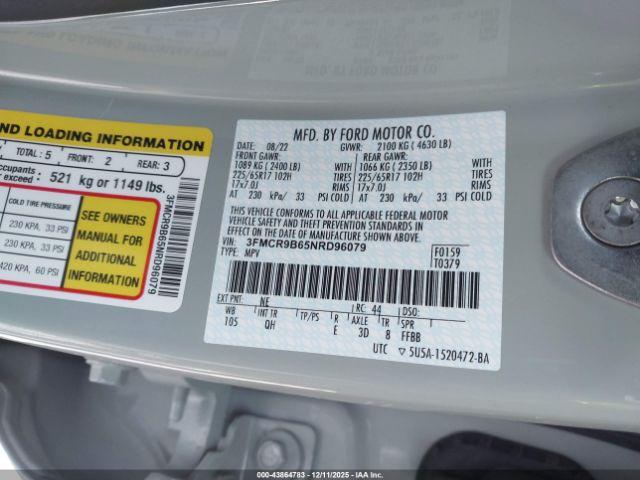 ND LOADING INFORMATION
TOTAL : 5 FRONT: 2 REAR: 3
ccupants
exceed: 521 kg or 1149 lbs.
COLD TIRE PRESSURE
230 KPA, 33 PSI
230 KPA, 33 PSI
420 KPA, 60 PSI
SEE OWNERS
MANUAL FOR
ADDITIONAL
INFORMATION
3FMCR9B65NRD96079
MFD. BY FORD MOTOR CO.
DATE: 08/22 GVWR: 2100 KG ( 4630 LB)
FRONT GAWR: REAR GAWR:
1089 KG ( 2400 LB) 1066 KG ( 2350 LB)
225/65R17 102H TIRES 225/65R17 102H TIRES
17x7.0J RIMS 17x7.0J RIMS
AT 230 kPa/ 33 PSI COLD AT 230 kPa/ 33 PSI COLD
THIS VEHICLE CONFORMS TO ALL APPLICABLE FEDERAL MOTOR
VEHICLE SAFETY AND THEFT PREVENTION STANDARDS IN EFFECT ON
THE DATE OF MANUFACTURE SHOWN ABOVE.
VIN: 3FMCR9B65NRD96079 F0159
TYPE: MPV T0379
EXT PNT: NE RC: 44 DSO:
WB INT TR TP/PS R AXLE TR SPR
105 QH E 3D 8 FFBB
UTC ▽ 5U5A-1520472-BA
000-43864783 - 12/11/2025 - IAAI, Inc.